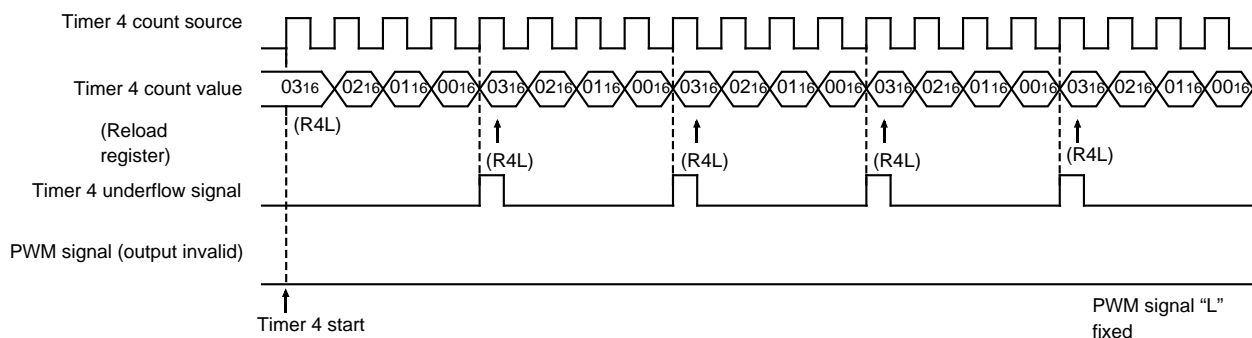 Timer 4 count source
Timer 4 count value
0316 0216 0116 0016 0316 0216 0116 0016 0316 0216 0116 0016 0316 0216 0116 0016 0316 0216 0116 0016
(Reload
register)
(R4L)
(R4L) (R4L) (R4L) (R4L)
Timer 4 underflow signal
PWM signal (output invalid)
Timer 4 start
PWM signal “L”
fixed